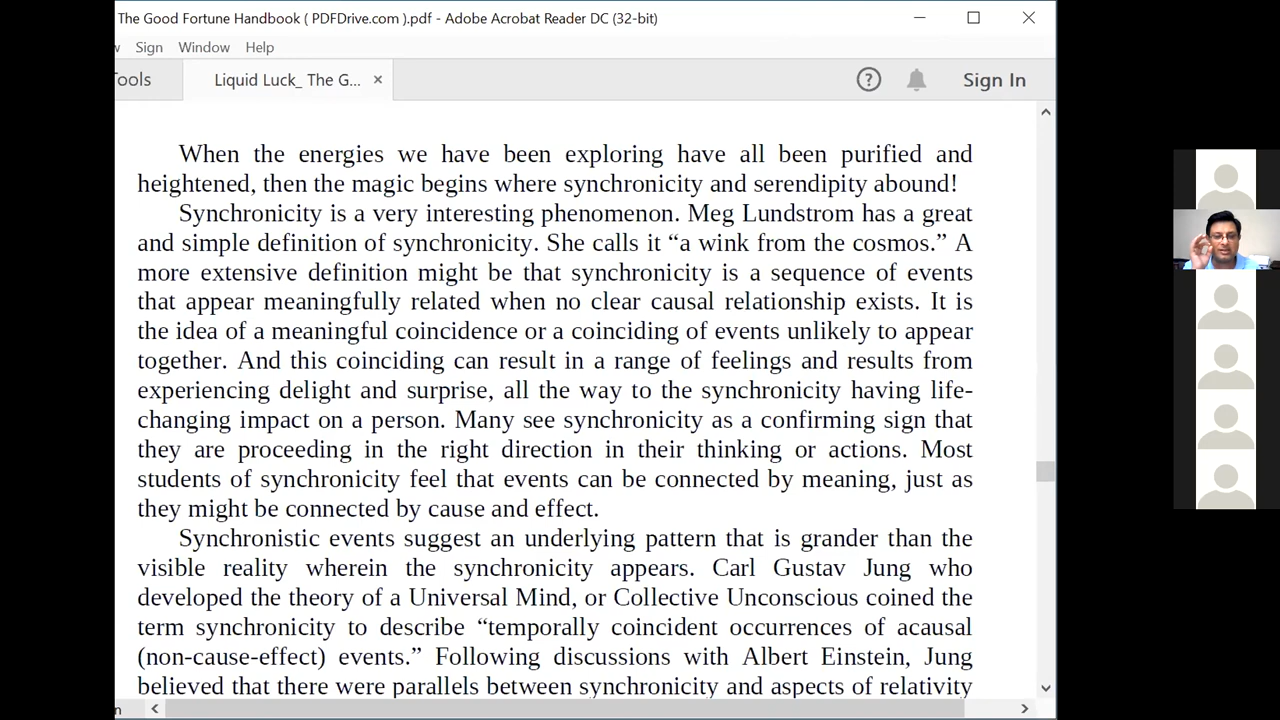 The Good Fortune Handbook ( PDFDrive.com ).pdf - Adobe Acrobat Reader DC (32-bit)
Sign Window Help
Tools Liquid Luck_ The G... × ? Sign In
When the energies we have been exploring have all been purified and
heightened, then the magic begins where synchronicity and serendipity abound!
Synchronicity is a very interesting phenomenon. Meg Lundstrom has a great
and simple definition of synchronicity. She calls it “a wink from the cosmos.” A
more extensive definition might be that synchronicity is a sequence of events
that appear meaningfully related when no clear causal relationship exists. It is
the idea of a meaningful coincidence or a coinciding of events unlikely to appear
together. And this coinciding can result in a range of feelings and results from
experiencing delight and surprise, all the way to the synchronicity having life-
changing impact on a person. Many see synchronicity as a confirming sign that
they are proceeding in the right direction in their thinking or actions. Most
students of synchronicity feel that events can be connected by meaning, just as
they might be connected by cause and effect.
Synchronistic events suggest an underlying pattern that is grander than the
visible reality wherein the synchronicity appears. Carl Gustav Jung who
developed the theory of a Universal Mind, or Collective Unconscious coined the
term synchronicity to describe “temporally coincident occurrences of acausal
(non-cause-effect) events.” Following discussions with Albert Einstein, Jung
believed that there were parallels between synchronicity and aspects of relativity